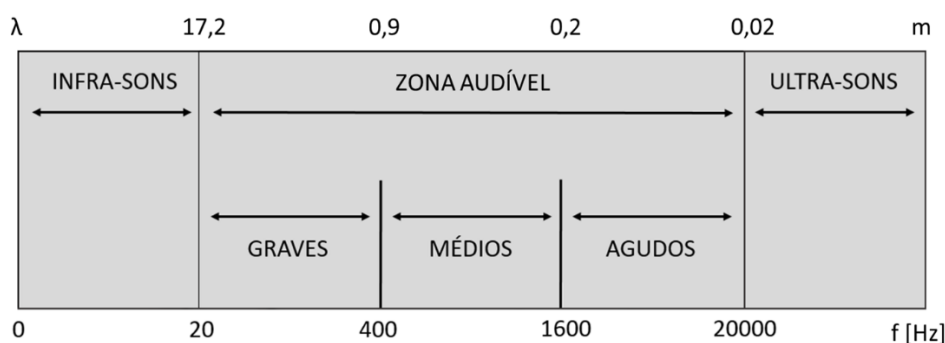 λ 17,2 0,9 0,2 0,02 m
INFRA-SONS ZONA AUDÍVEL ULTRA-SONS
GRAVES MÉDIOS AGUDOS
0 20 400 1600 20000 f [Hz]